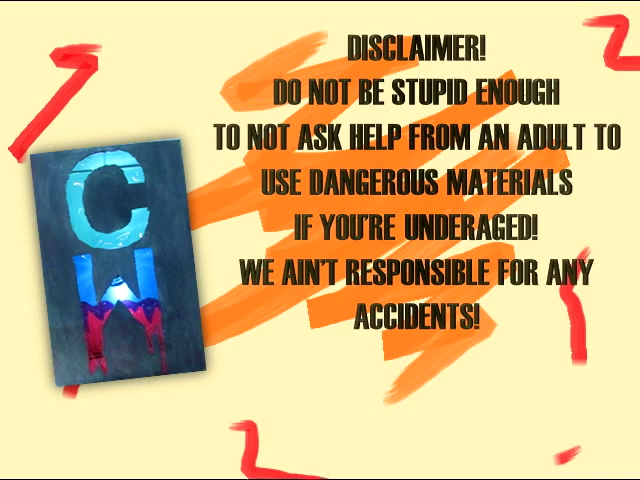 DISCLAIMER!
DO NOT BE STUPID ENOUGH
TO NOT ASK HELP FROM AN ADULT TO
USE DANGEROUS MATERIALS
IF YOU'RE UNDERAGED!
WE AIN'T RESPONSIBLE FOR ANY
ACCIDENTS!
C
W